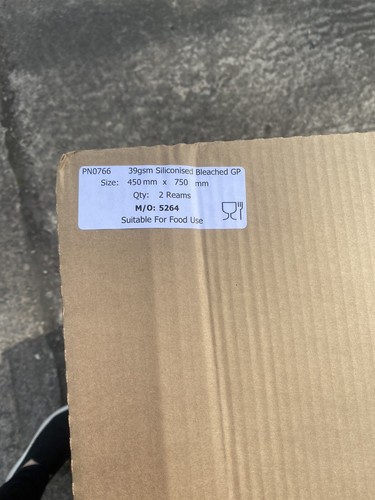 PN0766 39gsm Siliconised Bleached GP
Size: 450 mm x 750 mm
Qty: 2 Reams
M/O: 5264
Suitable For Food Use